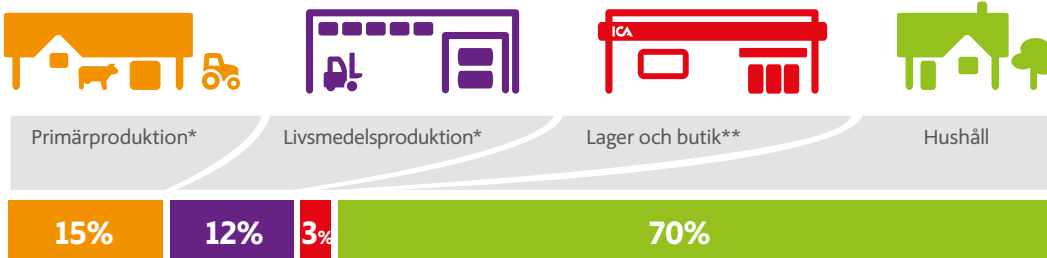 ICA
Primärproduktion*
Livsmedelsproduktion*
Lager och butik**
Hushåll
15%
12%
3%
70%